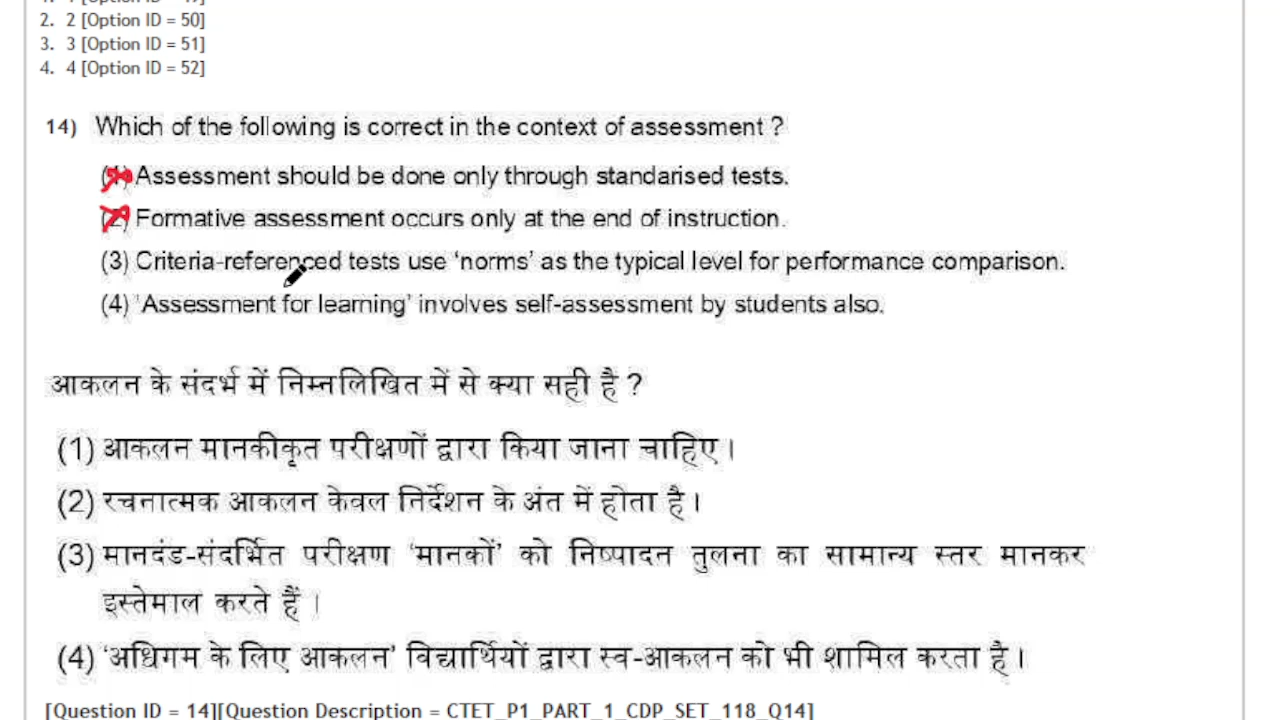 2. 2 [Option ID = 50]
3. 3 [Option ID = 51]
4. 4 [Option ID = 52]
14) Which of the following is correct in the context of assessment ?
(1) Assessment should be done only through standarised tests.
(2) Formative assessment occurs only at the end of instruction.
(3) Criteria-referenced tests use ‘norms’ as the typical level for performance comparison.
(4) ‘Assessment for learning’ involves self-assessment by students also.
आकलन के संदर्भ में निम्नलिखित में से क्या सही है ?
(1) आकलन मानकीकृत परीक्षणों द्वारा किया जाना चाहिए।
(2) रचनात्मक आकलन केवल निर्देशन के अंत में होता है।
(3) मानदंड-संदर्भित परीक्षण ‘मानकों’ को निष्पादन तुलना का सामान्य स्तर मानकर
इस्तेमाल करते हैं ।
(4) ‘अधिगम के लिए आकलन’ विद्यार्थियों द्वारा स्व-आकलन को भी शामिल करता है।
[Question ID = 14][Question Description = CTET_P1_PART_1_CDP_SET_118_Q14]